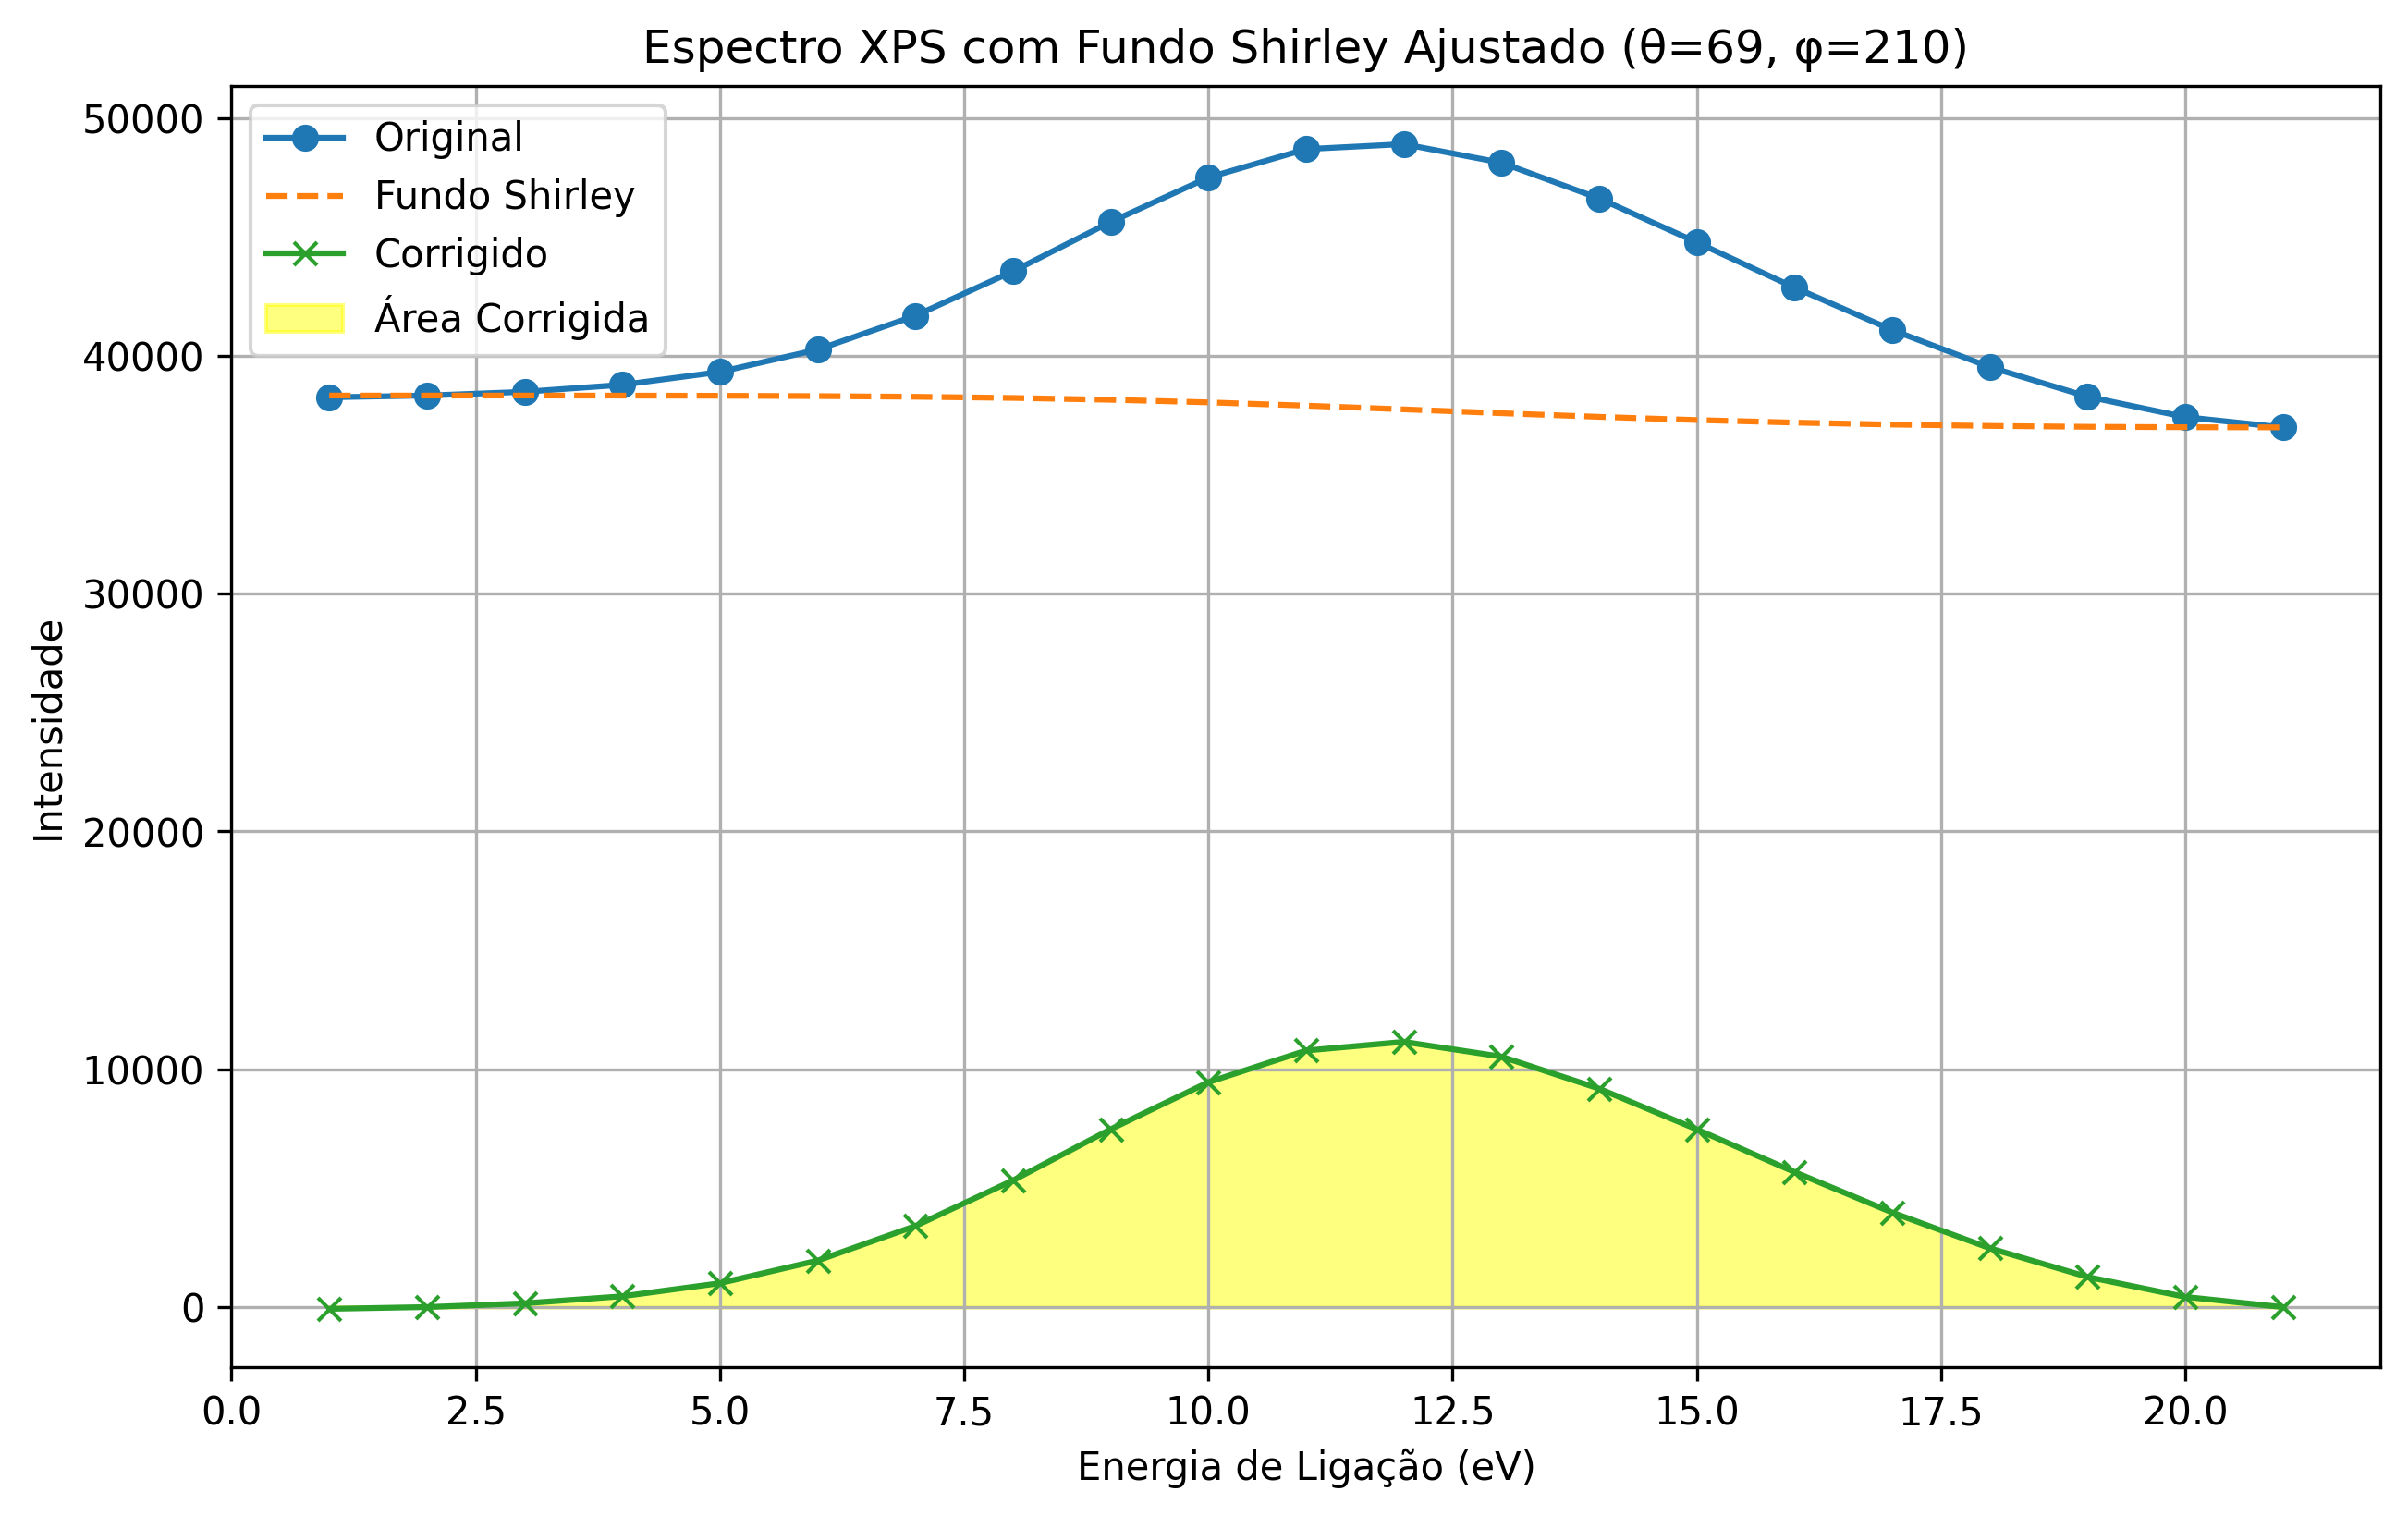 Espectro XPS com Fundo Shirley Ajustado (θ=69, φ=210)
Original
Fundo Shirley
Corrigido
Área Corrigida
50000
40000
30000
20000
10000
0
Intensidade
0.0 2.5 5.0 7.5 10.0 12.5 15.0 17.5 20.0
Energia de Ligação (eV)